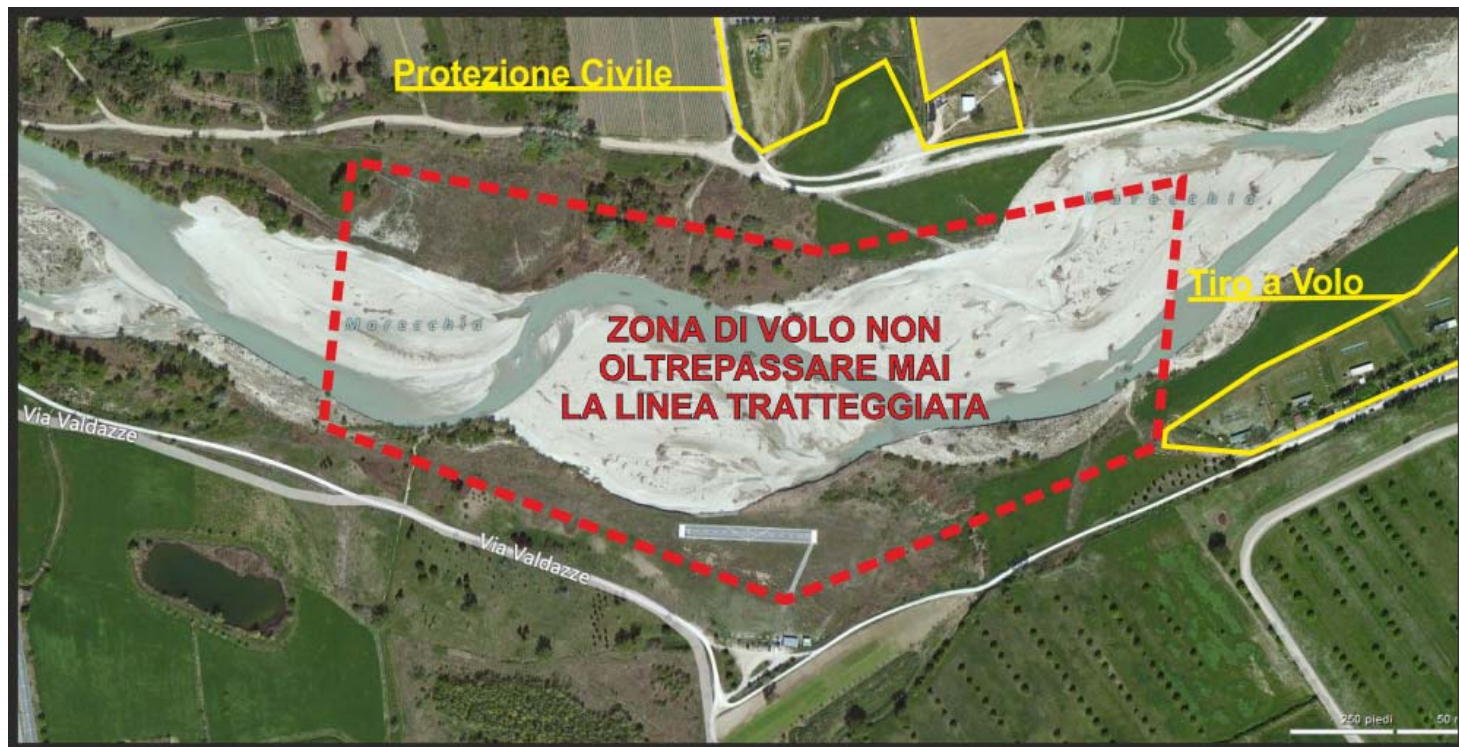 Protezione Civile
Marecchia
Tiro a Volo
Marecchia
ZONA DI VOLO NON
OLTREPASSARE MAI
LA LINEA TRATTEGGIATA
Via Valdazze
Via Valdazze
250 piedi
50